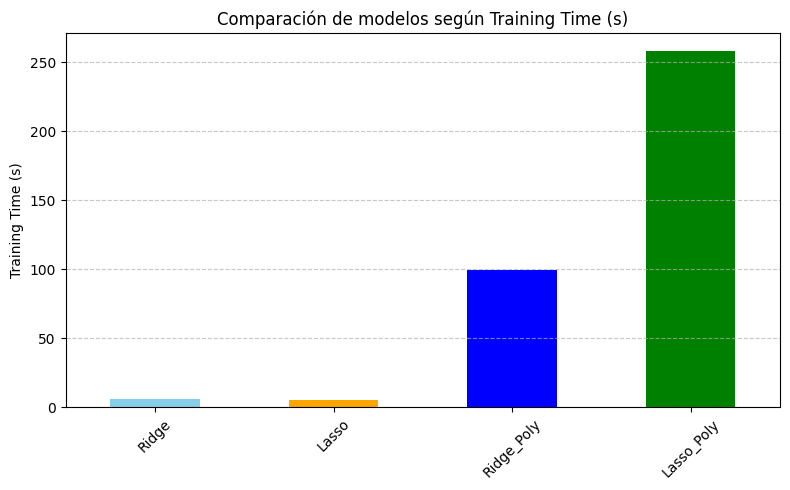 Comparación de modelos según Training Time (s)
Training Time (s)
250
200
150
100
50
0
Ridge
Lasso
Ridge_Poly
Lasso_Poly